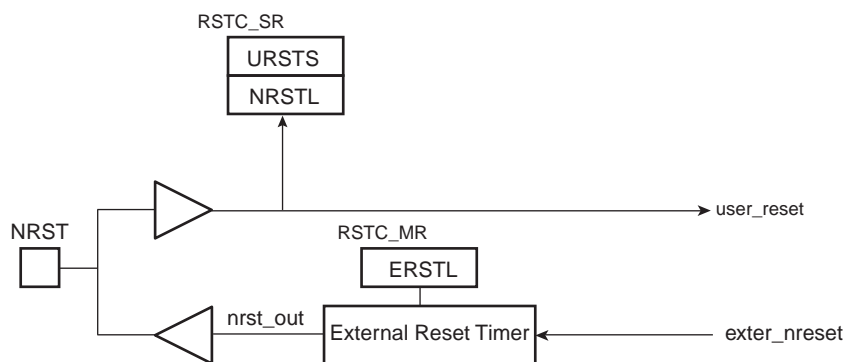 RSTC_SR
URSTS
NRSTL
user_reset
NRST
RSTC_MR
ERSTL
nrst_out
External Reset Timer
exter_nreset